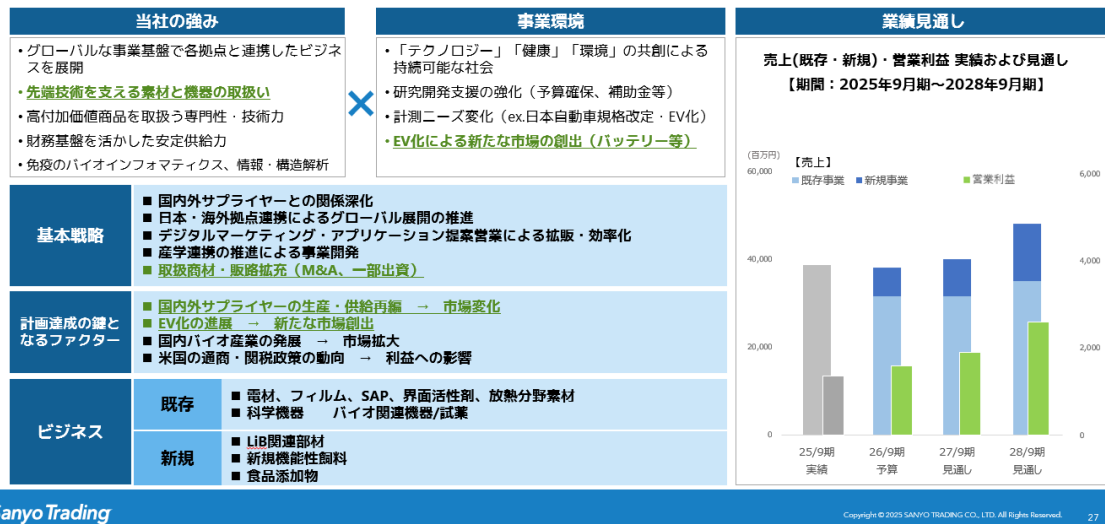 当社の強み
・グローバルな事業基盤で各拠点と連携したビジネ
スを展開
・先端技術を支える素材と機器の取扱い
・高付加価値商品を取扱う専門性・技術力
・財務基盤を活かした安定供給力
・免疫のバイオインフォマティクス、情報・構造解析
×
事業環境
・「テクノロジー」「健康」「環境」の共創による
持続可能な社会
・研究開発支援の強化（予算確保、補助金等）
・計測ニーズ変化（ex.日本自動車規格改定・EV化）
・EV化による新たな市場の創出（バッテリー等）
業績見通し
売上(既存・新規)・営業利益 実績および見通し
【期間：2025年9月期～2028年9月期】
(百万円)
【売上】
60,000
6,000
既存事業 新規事業 営業利益
40,000
4,000
20,000
2,000
0
0
25/9期 26/9期 27/9期 28/9期
実績 予算 見通し 見通し
基本戦略
■ 国内外サプライヤーとの関係深化
■ 日本・海外拠点連携によるグローバル展開の推進
■ デジタルマーケティング・アプリケーション提案営業による拡販・効率化
■ 産学連携の推進による事業開発
■ 取扱商材・販路拡充（M&A、一部出資）
計画達成の鍵と
なるファクター
■ 国内外サプライヤーの生産・供給再編 → 市場変化
■ EV化の進展 → 新たな市場創出
■ 国内バイオ産業の発展 → 市場拡大
■ 米国の通商・関税政策の動向 → 利益への影響
ビジネス
既存
■ 電材、フィルム、SAP、界面活性剤、放熱分野素材
■ 科学機器 バイオ関連機器/試薬
新規
■ LiB関連部材
■ 新規機能性飼料
■ 食品添加物
anyo Trading
Copyright © 2025 SANYO TRADING CO., LTD. All Rights Reserved.
27